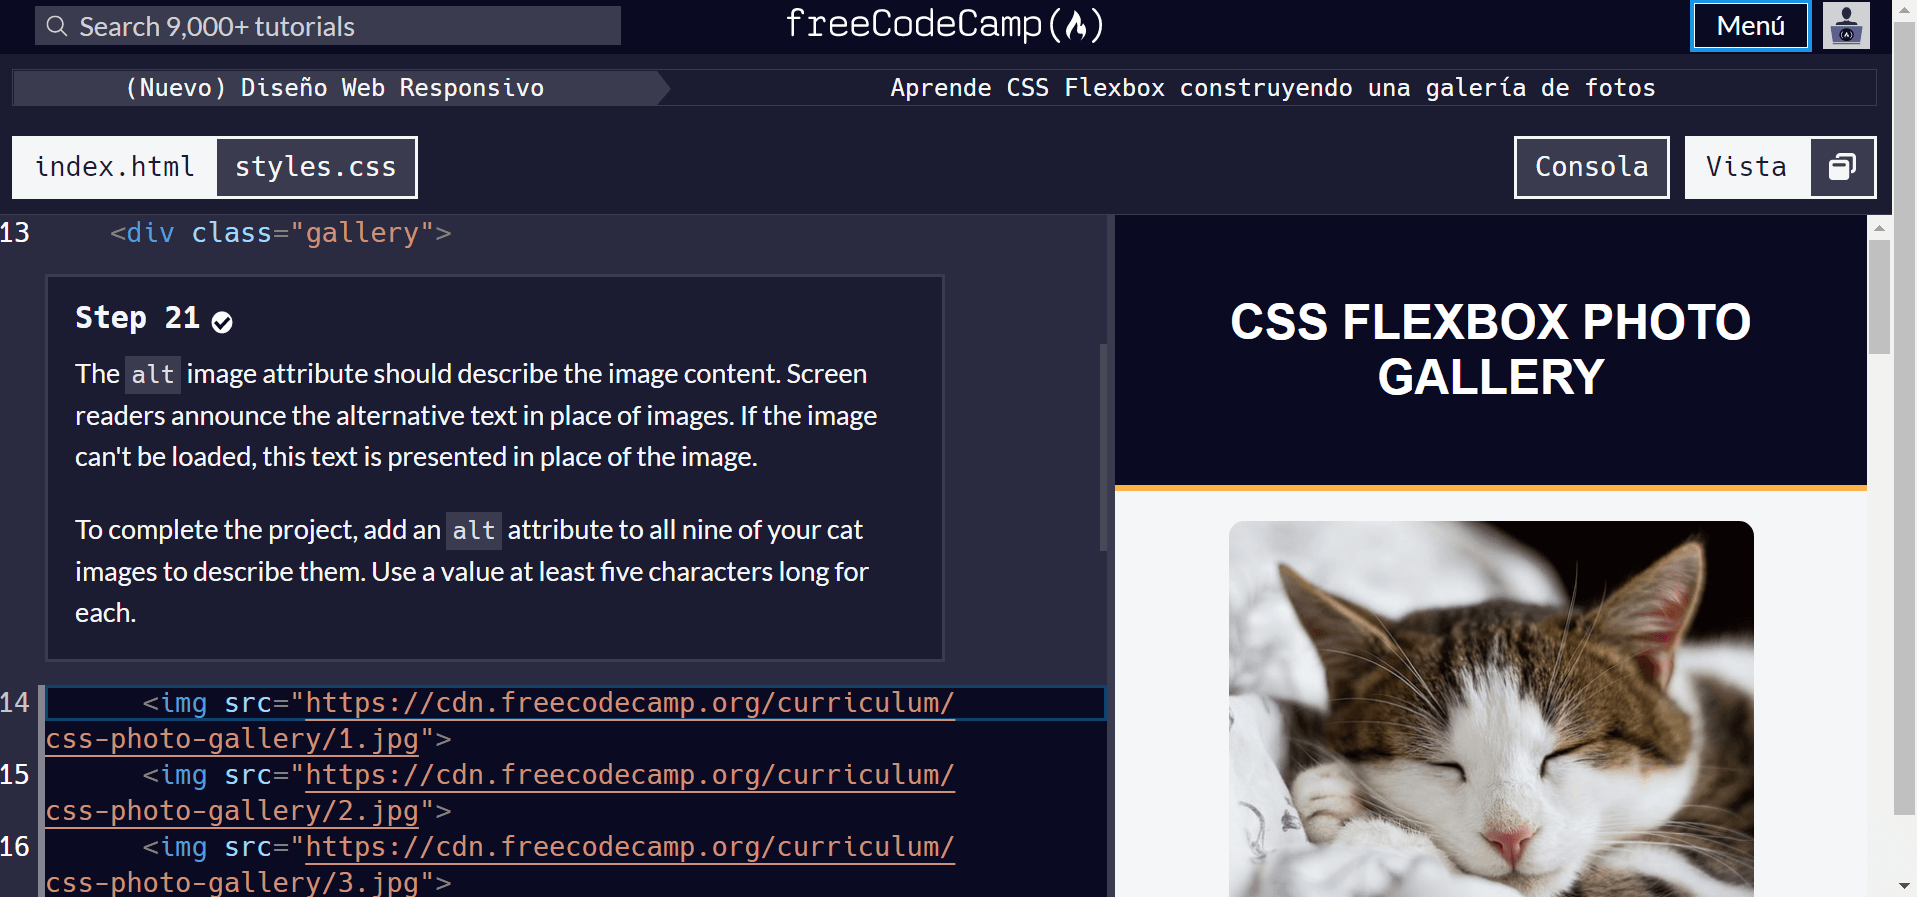 Search 9,000+ tutorials
freeCodeCamp(🔥)
Menú
(Nuevo) Diseño Web Responsivo
Aprende CSS Flexbox construyendo una galería de fotos
index.html
styles.css
Consola
Vista
13 <div class="gallery">
Step 21
The alt image attribute should describe the image content. Screen
readers announce the alternative text in place of images. If the image
can't be loaded, this text is presented in place of the image.
To complete the project, add an alt attribute to all nine of your cat
images to describe them. Use a value at least five characters long for
each.
14 <img src="https://cdn.freecodecamp.org/curriculum/
css-photo-gallery/1.jpg">
15 <img src="https://cdn.freecodecamp.org/curriculum/
css-photo-gallery/2.jpg">
16 <img src="https://cdn.freecodecamp.org/curriculum/
css-photo-gallery/3.jpg">
CSS FLEXBOX PHOTO
GALLERY